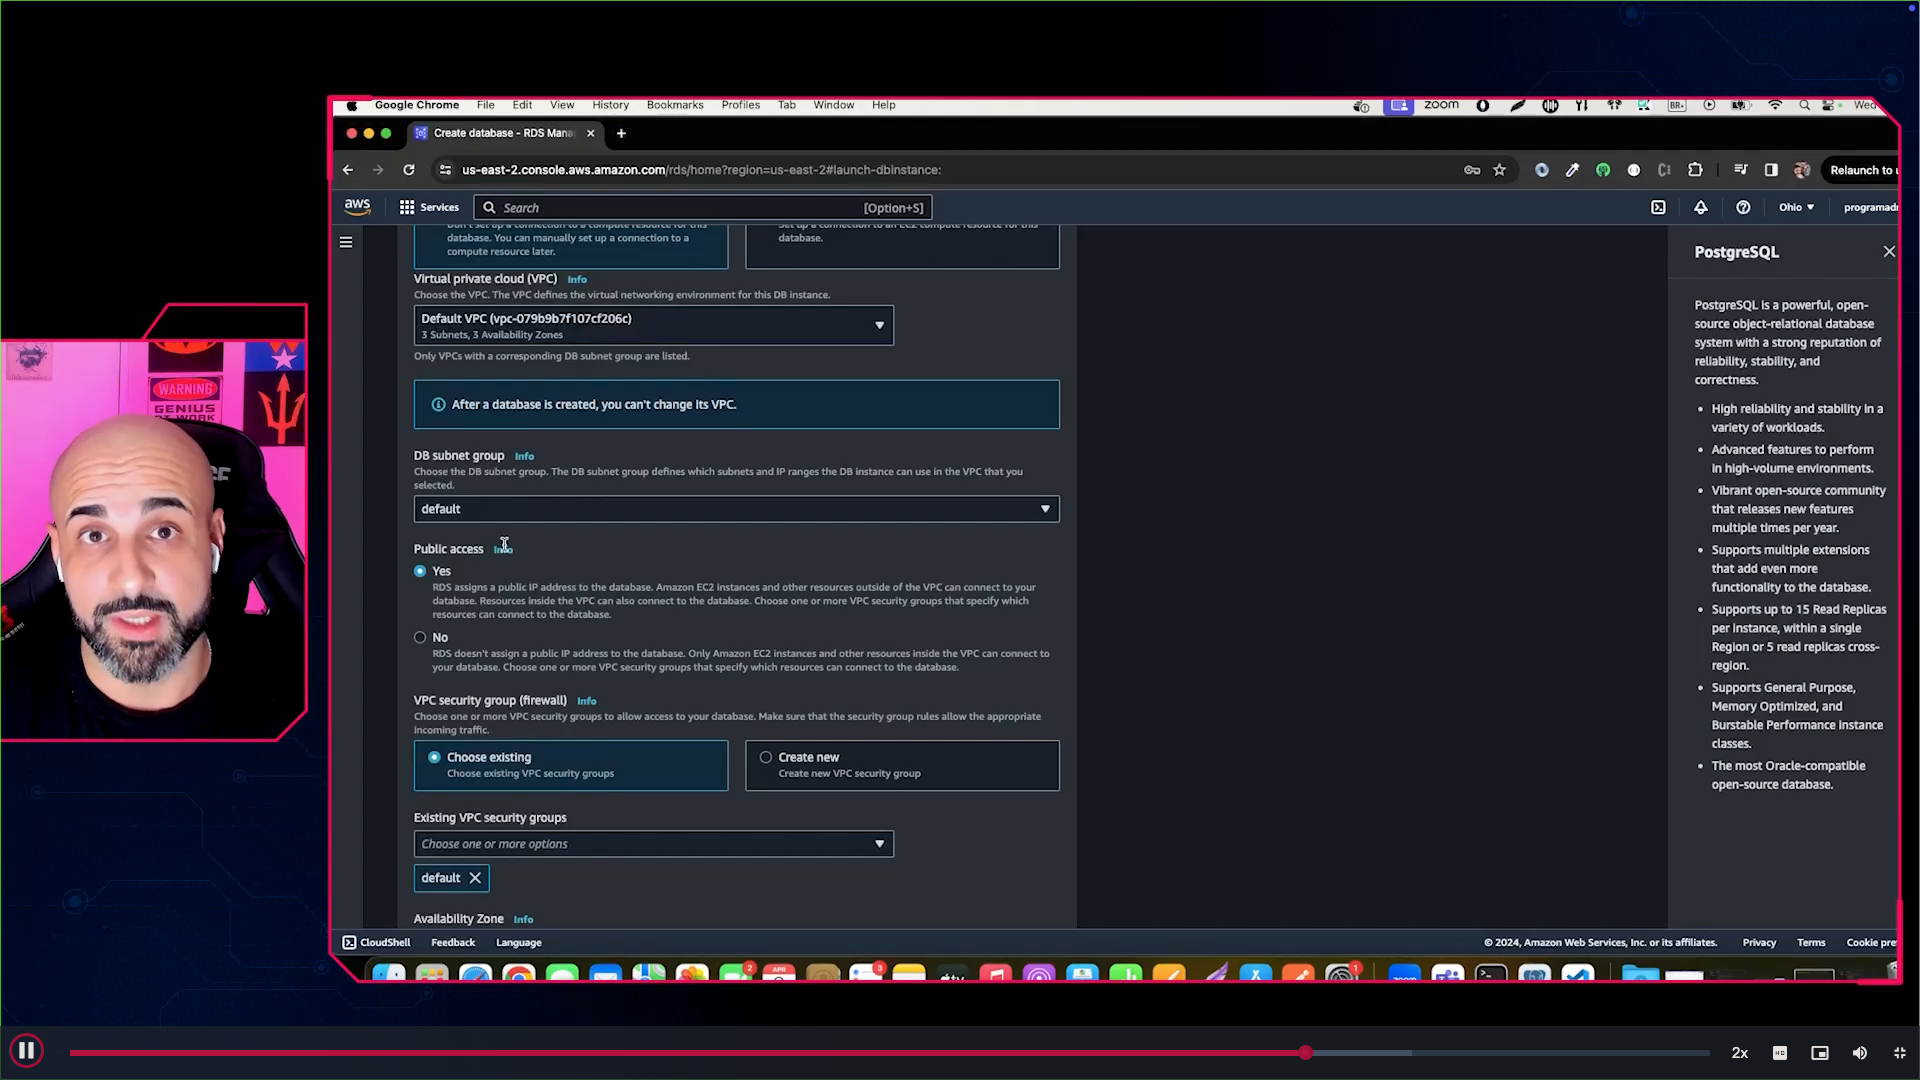 Google Chrome File Edit View History Bookmarks Profiles Tab Window Help
zoom
BR
Wed
Create database - RDS Mana
us-east-2.console.aws.amazon.com/rds/home?region=us-east-2#launch-dbinstance:
Relaunch to u
aws
Services
Search
[Option+S]
Ohio
programadr
database. You can manually set up a connection to a
compute resource later.
database.
Virtual private cloud (VPC) Info
Choose the VPC. The VPC defines the virtual networking environment for this DB instance.
Default VPC (vpc-079b9b7f107cf206c)
3 Subnets, 3 Availability Zones
Only VPCs with a corresponding DB subnet group are listed.
After a database is created, you can't change its VPC.
DB subnet group Info
Choose the DB subnet group. The DB subnet group defines which subnets and IP ranges the DB instance can use in the VPC that you
selected.
default
Public access Info
Yes
RDS assigns a public IP address to the database. Amazon EC2 instances and other resources outside of the VPC can connect to your
database. Resources inside the VPC can also connect to the database. Choose one or more VPC security groups that specify which
resources can connect to the database.
No
RDS doesn't assign a public IP address to the database. Only Amazon EC2 instances and other resources inside the VPC can connect to
your database. Choose one or more VPC security groups that specify which resources can connect to the database.
VPC security group (firewall) Info
Choose one or more VPC security groups to allow access to your database. Make sure that the security group rules allow the appropriate
incoming traffic.
Choose existing
Choose existing VPC security groups
Create new
Create new VPC security group
Existing VPC security groups
Choose one or more options
default
Availability Zone Info
PostgreSQL
PostgreSQL is a powerful, open-
source object-relational database
system with a strong reputation of
reliability, stability, and
correctness.
• High reliability and stability in a
variety of workloads.
• Advanced features to perform
in high-volume environments.
• Vibrant open-source community
that releases new features
multiple times per year.
• Supports multiple extensions
that add even more
functionality to the database.
• Supports up to 15 Read Replicas
per instance, within a single
Region or 5 read replicas cross-
region.
• Supports General Purpose,
Memory Optimized, and
Burstable Performance instance
classes.
• The most Oracle-compatible
open-source database.
CloudShell Feedback Language
© 2024, Amazon Web Services, Inc. or its affiliates. Privacy Terms Cookie pre
2
APR
3
1
zoom
WARNING
GENIUS
AT WORK
2x